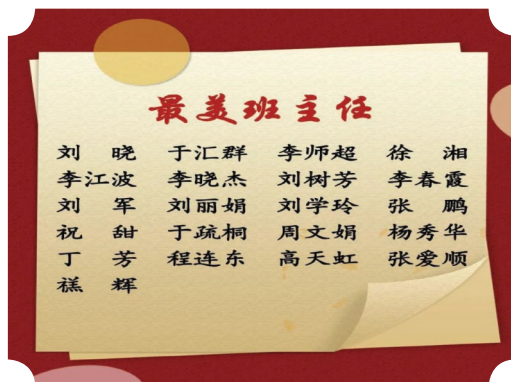 最美班主任
刘 晓 于汇群 李师超 徐 湘
李江波 李晓杰 刘树芳 李春霞
刘 军 刘丽娟 刘学玲 张 鹏
祝 甜 于疏桐 周文娟 杨秀华
丁 芳 程连东 高天虹 张爱顺
禚 辉